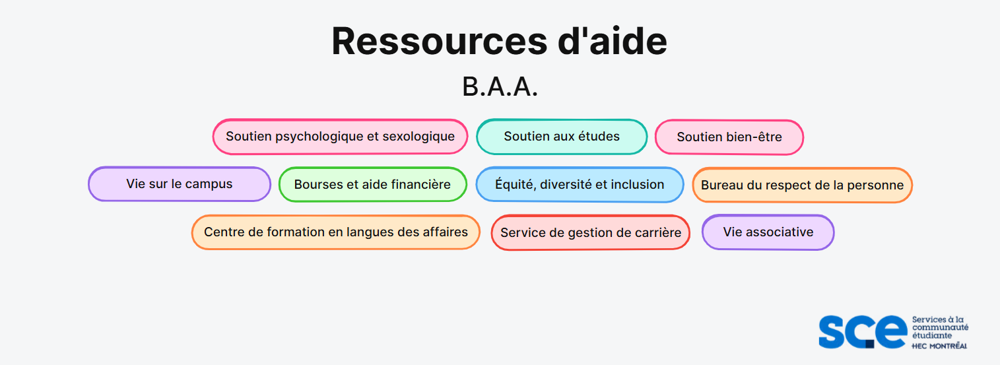 Ressources d'aide
B.A.A.
Soutien psychologique et sexologique
Soutien aux études
Soutien bien-être
Vie sur le campus
Bourses et aide financière
Équité, diversité et inclusion
Bureau du respect de la personne
Centre de formation en langues des affaires
Service de gestion de carrière
Vie associative
sce
Services à la
communauté
étudiante
HEC MONTRÉAL